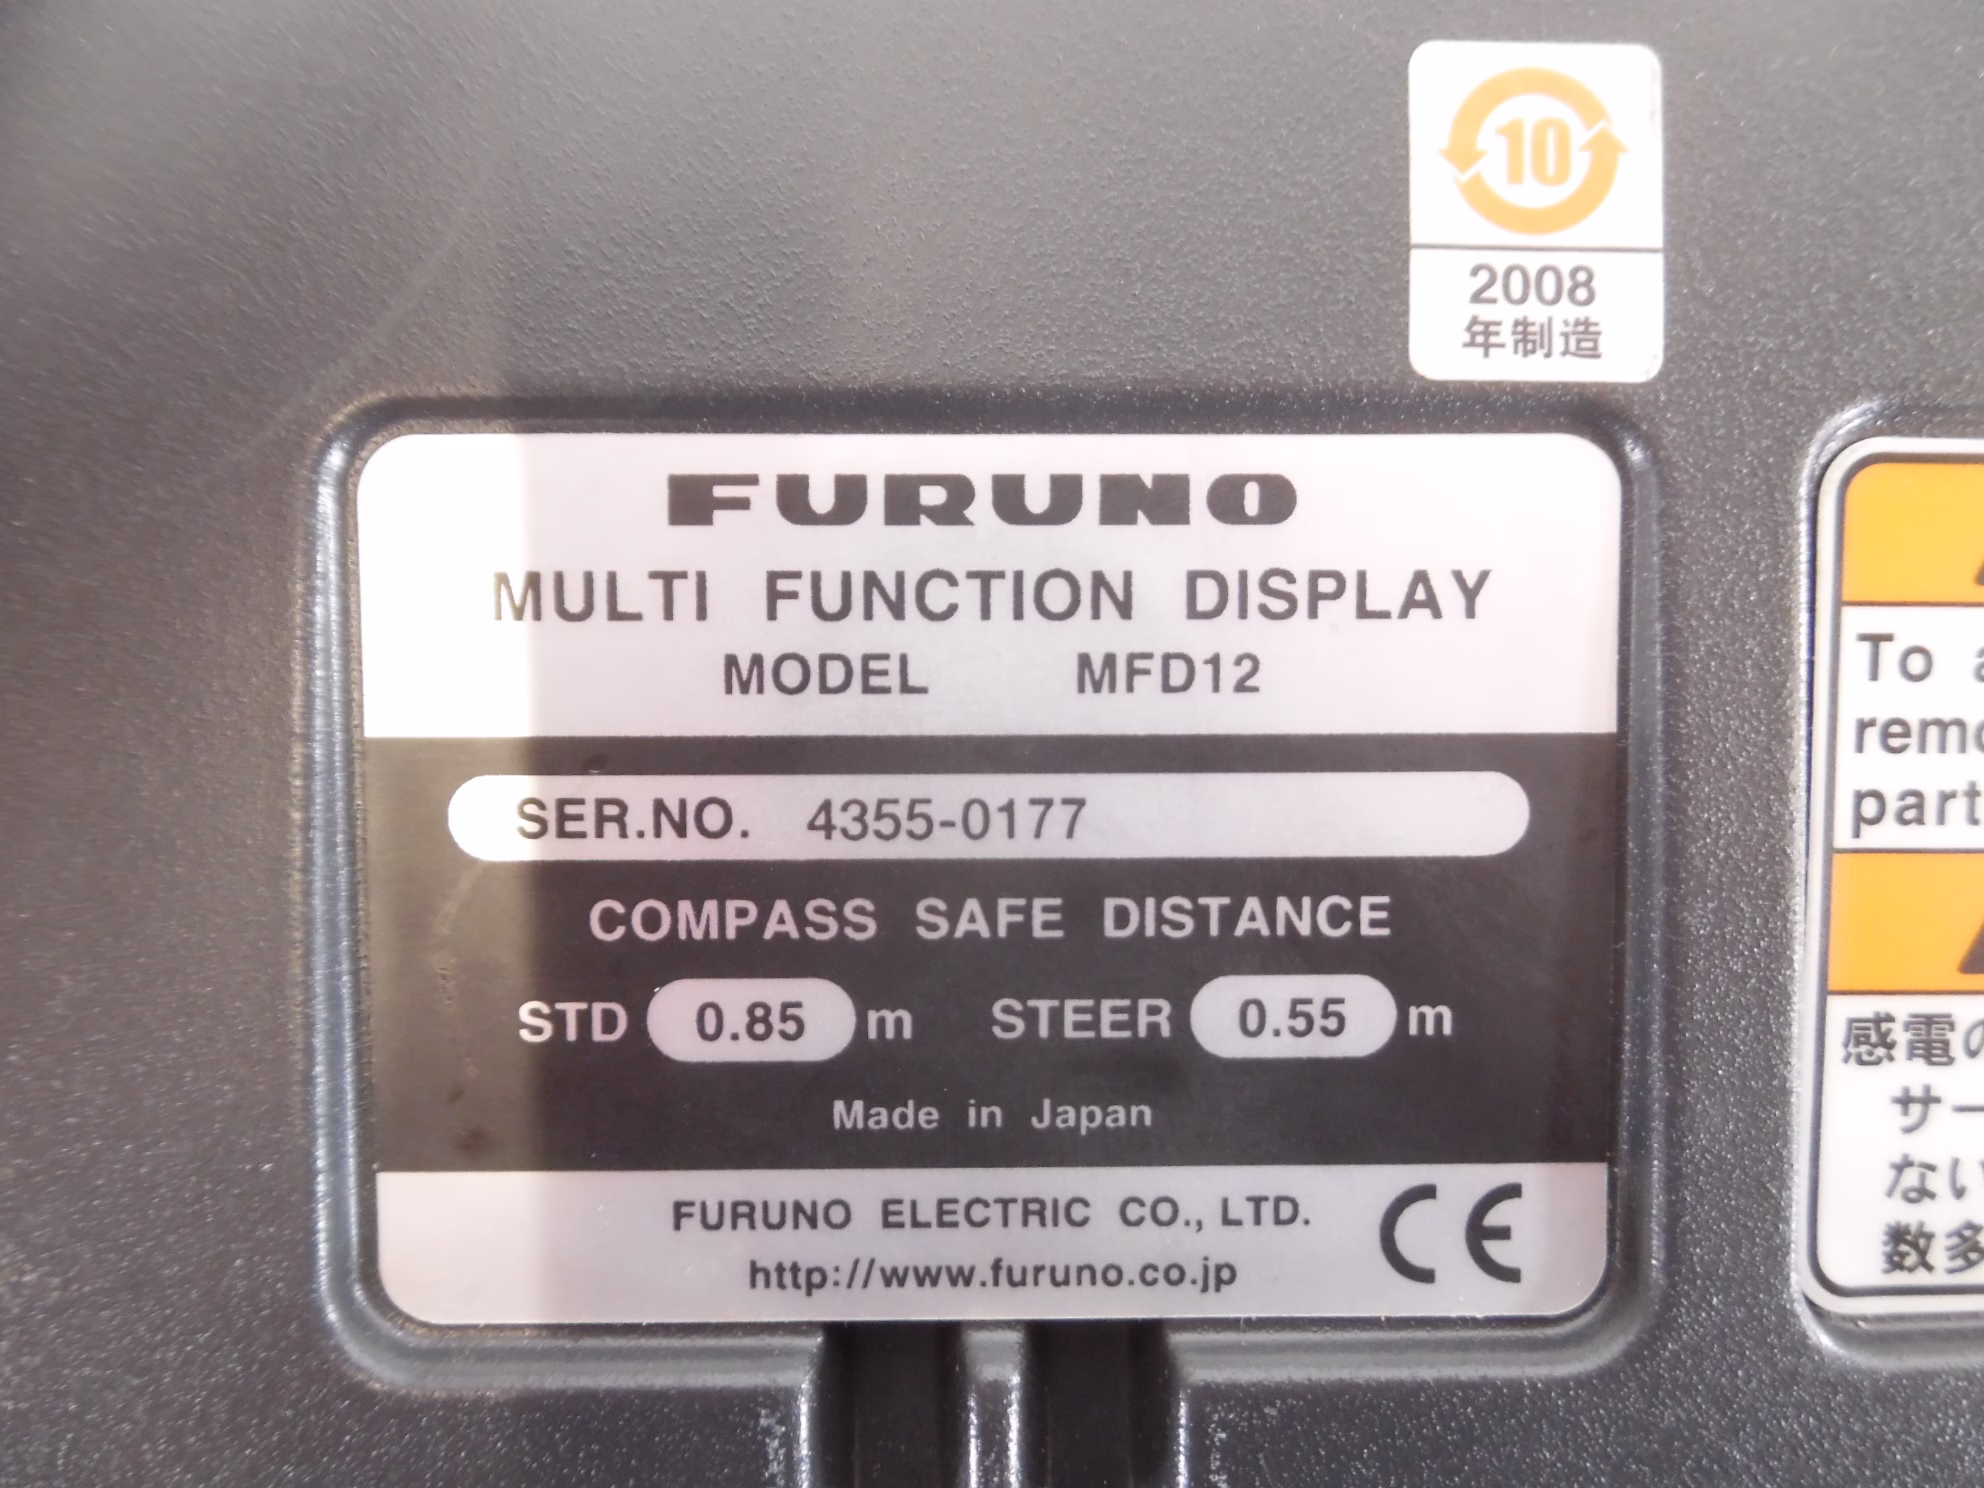 10
2008
年制造
FURUNO
MULTI FUNCTION DISPLAY
MODEL MFD12
SER.NO. 4355-0177
COMPASS SAFE DISTANCE
STD 0.85 m STEER 0.55 m
Made in Japan
FURUNO ELECTRIC CO., LTD.
http://www.furuno.co.jp
CE
To
感電の
サー
ない
数多